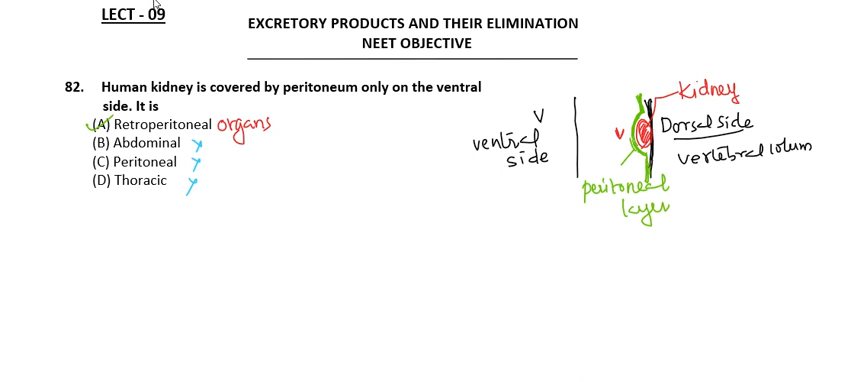 LECT - 09
EXCRETORY PRODUCTS AND THEIR ELIMINATION
NEET OBJECTIVE
82. Human kidney is covered by peritoneum only on the ventral
side. It is
(A) Retroperitoneal organs
(B) Abdominal
(C) Peritoneal
(D) Thoracic
V
ventral
side
V
Kidney
Dorsal side
vertebral column
peritoneal
layer